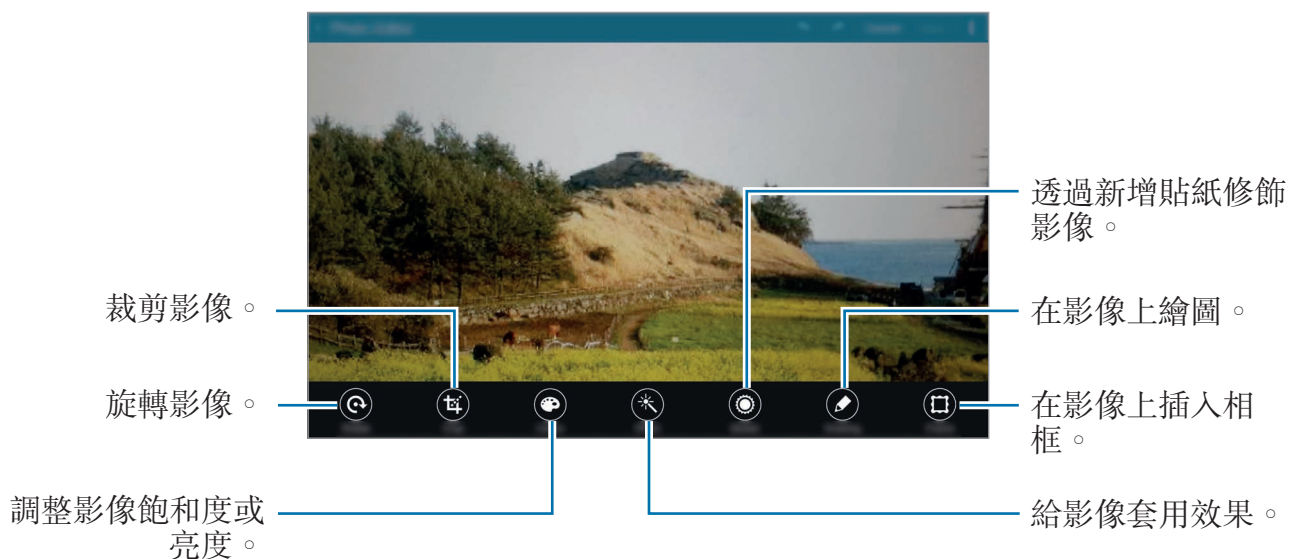 透過新增貼紙修飾
影像。
裁剪影像。
在影像上繪圖。
旋轉影像。
在影像上插入相
框。
調整影像飽和度或
亮度。
給影像套用效果。